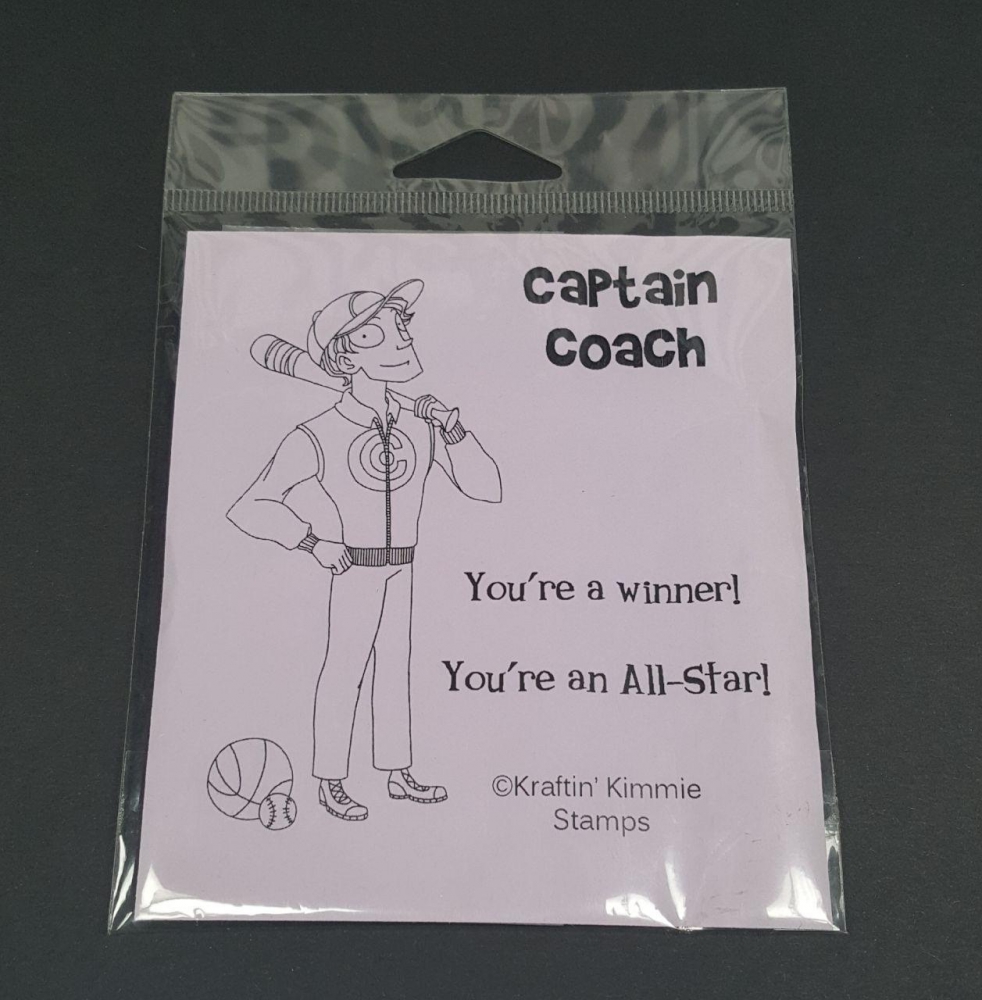 Captain
Coach
C
You're a winner!
You're an All-Star!
©Kraftin' Kimmie
Stamps